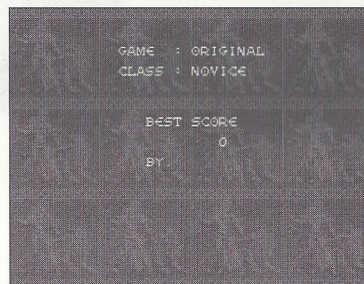 GAME : ORIGINAL
CLASS : NOVICE
BEST SCORE
0
BY.